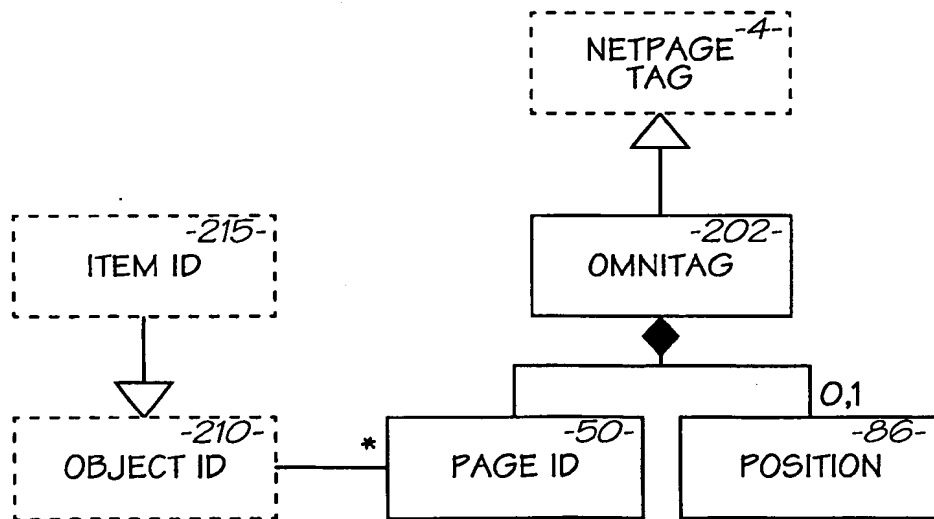 -4-
NETPAGE
TAG
-215-
ITEM ID
-202-
OMNITAG
0,1
-210-
OBJECT ID
*
-50-
PAGE ID
-86-
POSITION